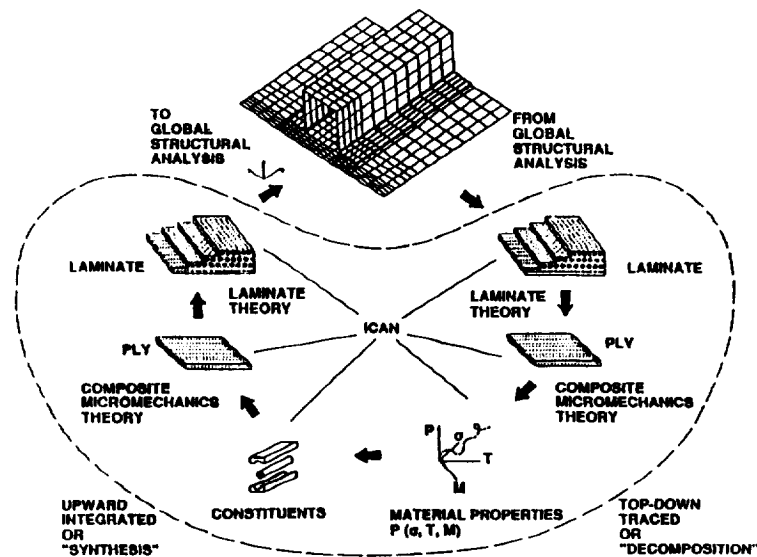 TO
GLOBAL
STRUCTURAL
ANALYSIS
FROM
GLOBAL
STRUCTURAL
ANALYSIS
LAMINATE
LAMINATE
THEORY
LAMINATE
LAMINATE
THEORY
ICAN
PLY
PLY
COMPOSITE
MICROMECHANICS
THEORY
COMPOSITE
MICROMECHANICS
THEORY
P
σ
T
M
CONSTITUENTS
MATERIAL PROPERTIES
P (σ, T, M)
UPWARD
INTEGRATED
OR
"SYNTHESIS"
TOP-DOWN
TRACED
OR
"DECOMPOSITION"